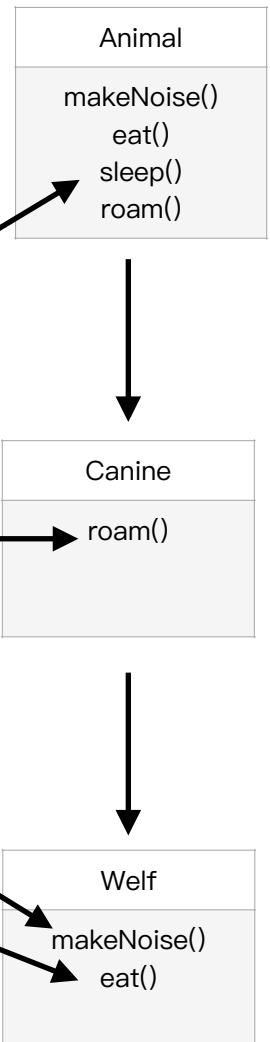 Animal
makeNoise()
eat()
sleep()
roam()
Canine
roam()
Welf
makeNoise()
eat()